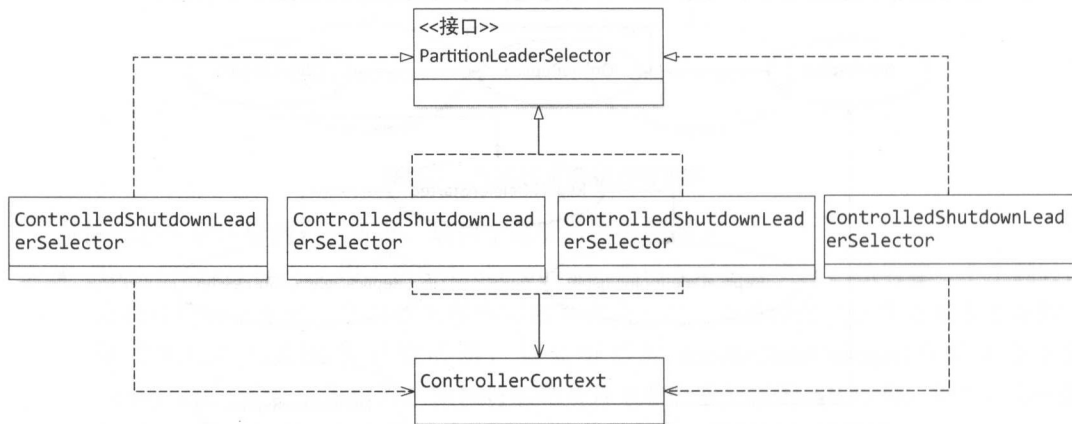 <<接口>>
PartitionLeaderSelector
ControlledShutdownLead
erSelector
ControlledShutdownLead
erSelector
ControlledShutdownLead
erSelector
ControlledShutdownLead
erSelector
ControllerContext